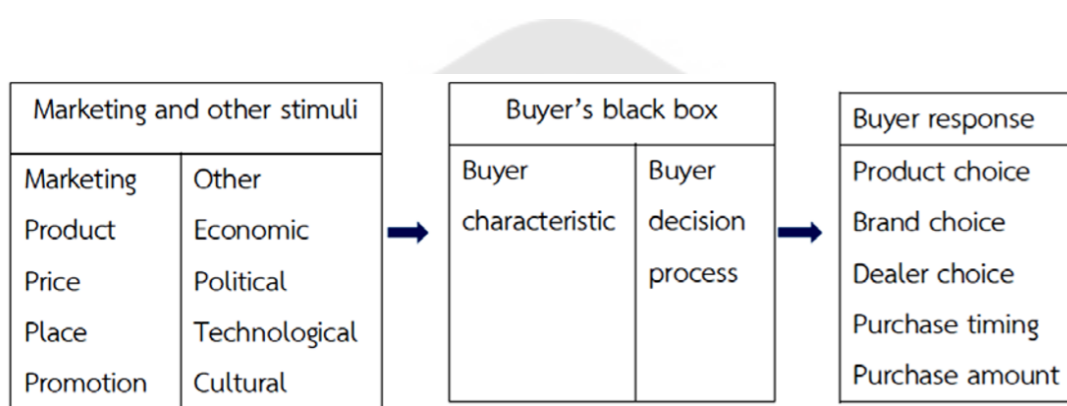 Marketing and other stimuli
Marketing
Product
Price
Place
Promotion
Other
Economic
Political
Technological
Cultural
Buyer's black box
Buyer
characteristic
Buyer
decision
process
Buyer response
Product choice
Brand choice
Dealer choice
Purchase timing
Purchase amount